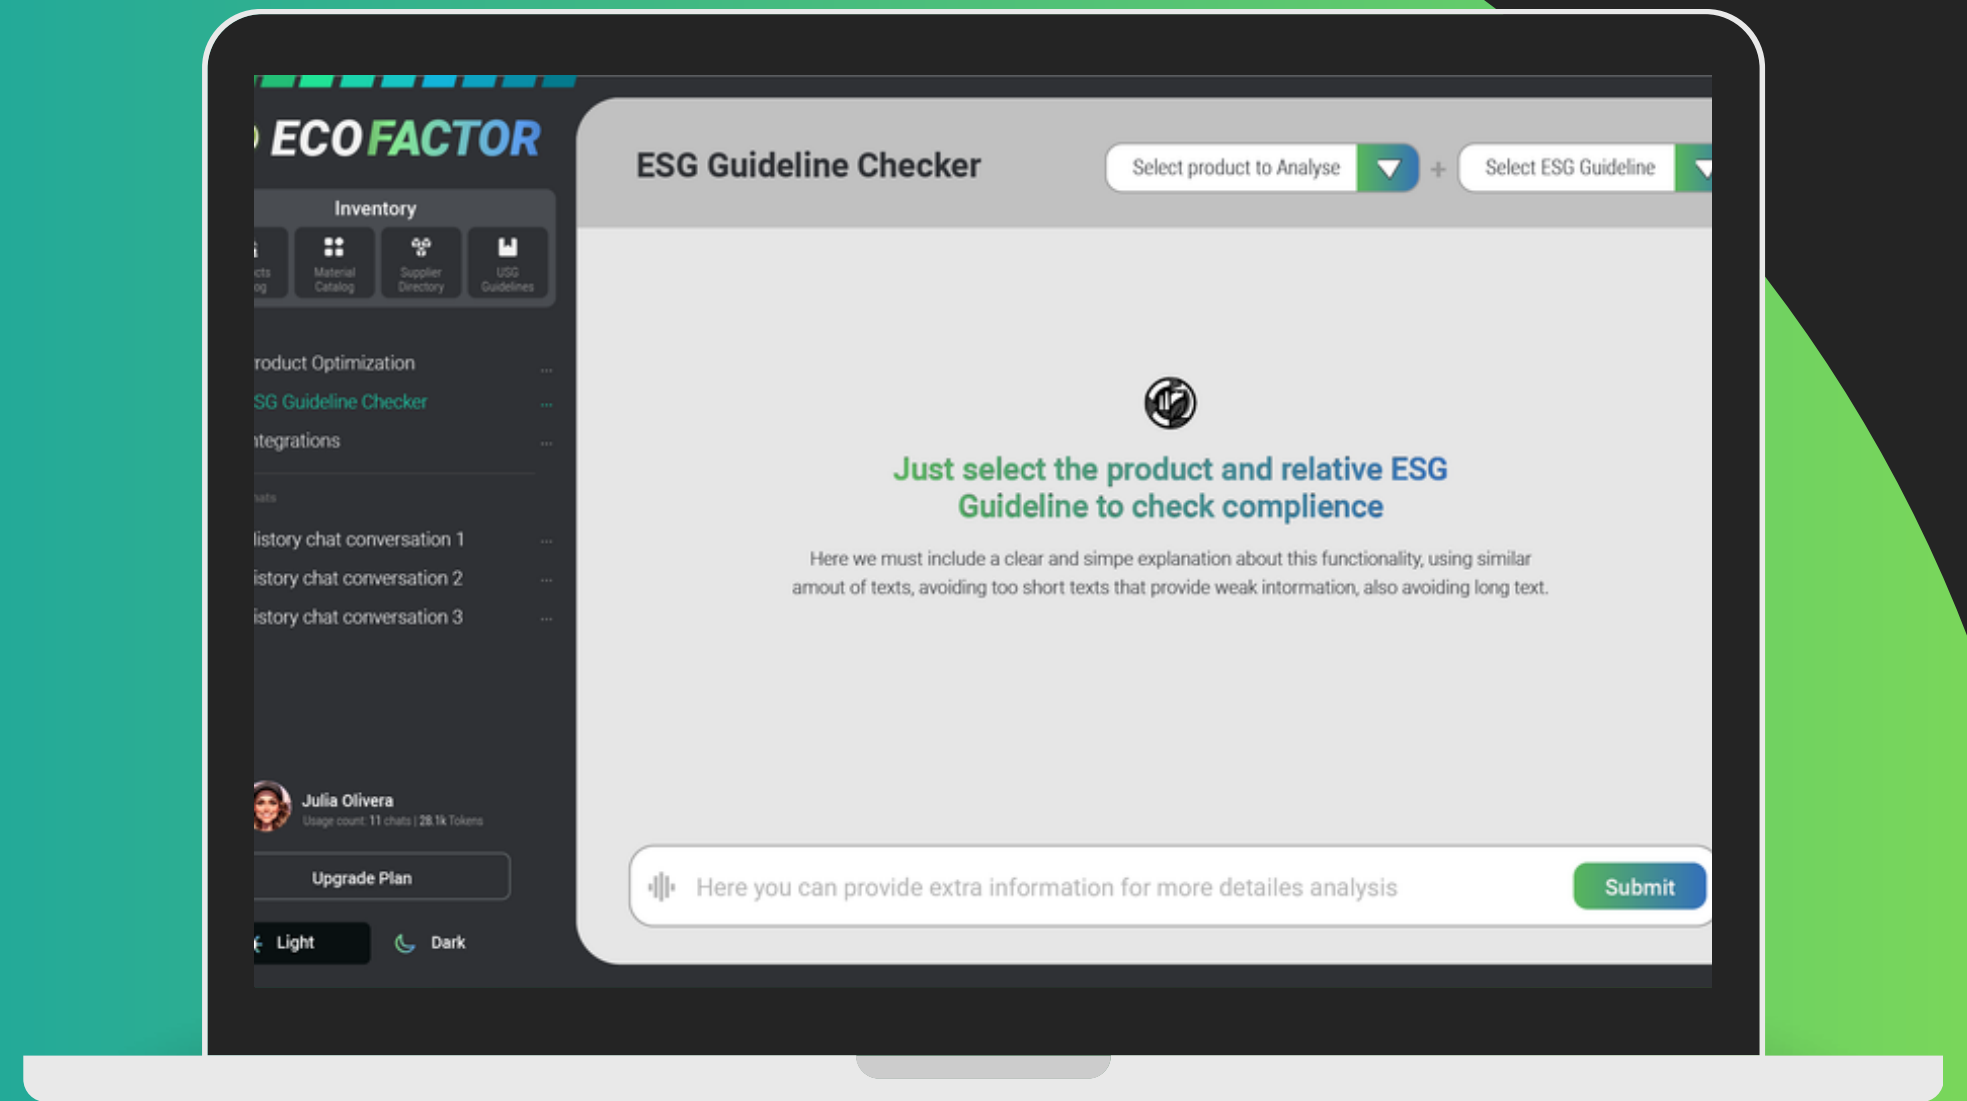 ECOFACTOR
Inventory
cts
og
Material
Catalog
Supplier
Directory
USG
Guidelines
roduct Optimization
...
SG Guideline Checker
...
ntegrations
...
hats
istory chat conversation 1
...
istory chat conversation 2
...
istory chat conversation 3
...
Julia Olivera
Usage count: 11 chats | 28.1k Tokens
Upgrade Plan
Light
Dark
ESG Guideline Checker
Select product to Analyse
+
Select ESG Guideline
Just select the product and relative ESG
Guideline to check complience
Here we must include a clear and simpe explanation about this functionality, using similar
amout of texts, avoiding too short texts that provide weak intormation, also avoiding long text.
Here you can provide extra information for more detailes analysis
Submit